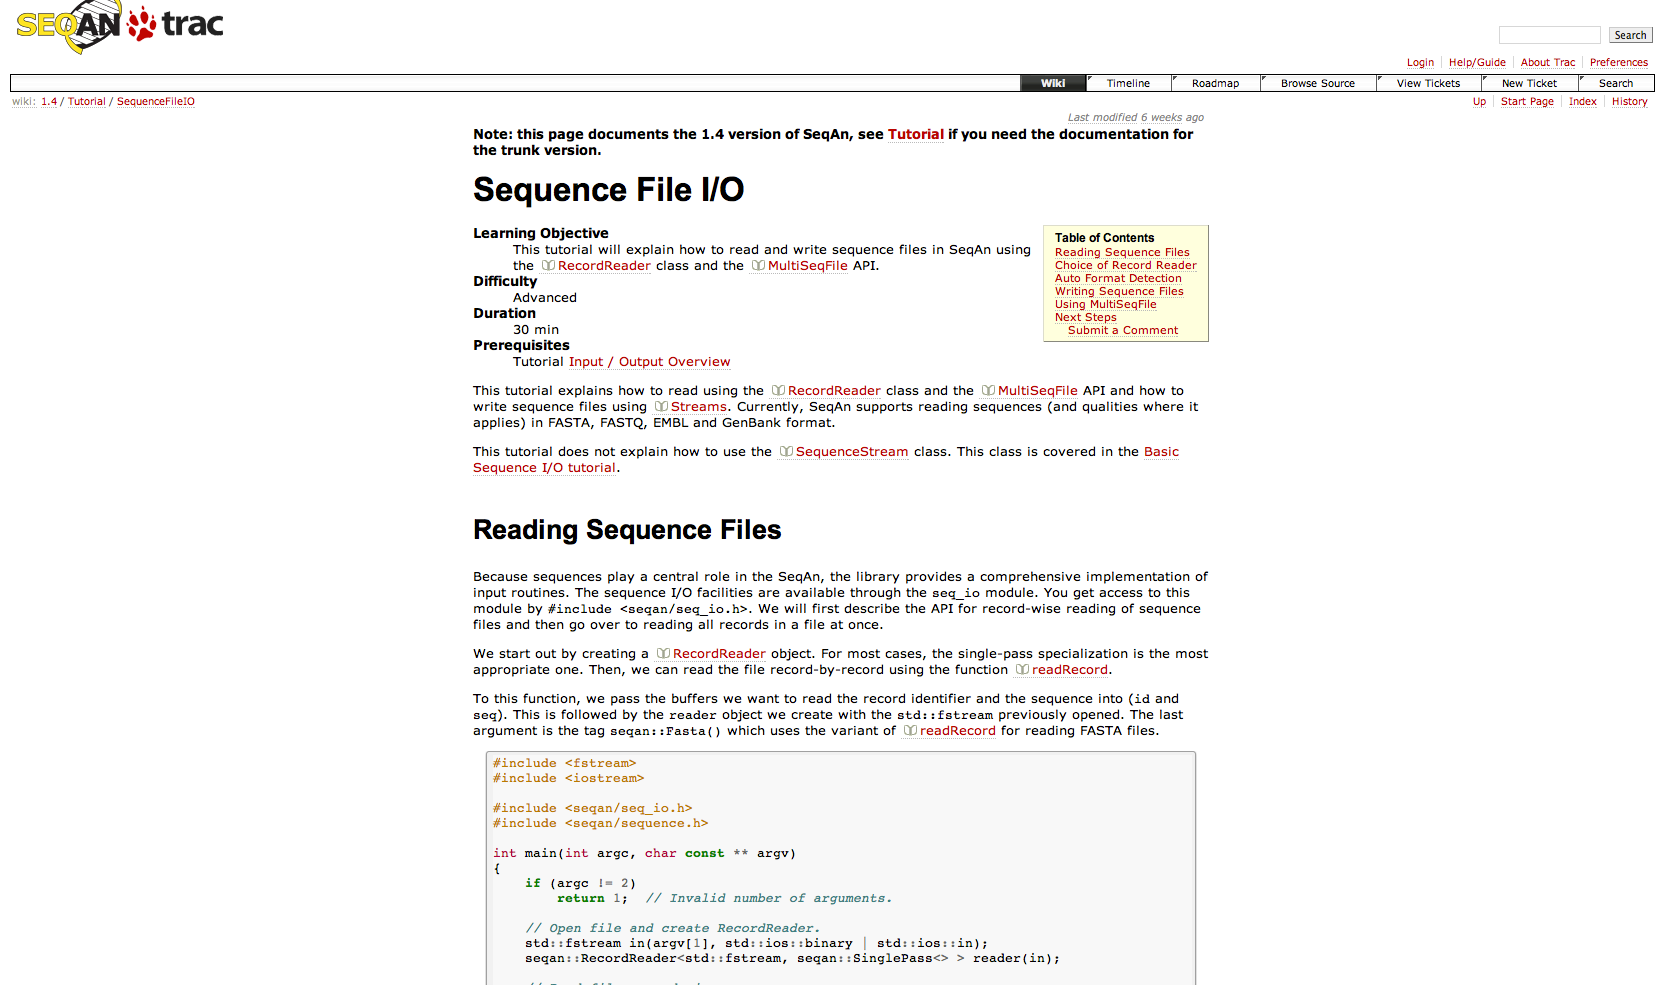 SEQAN trac
Search
Login Help/Guide About Trac Preferences
Wiki Timeline Roadmap Browse Source View Tickets New Ticket Search
wiki: 1.4 / Tutorial / SequenceFileIO
Up Start Page Index History
Last modified 6 weeks ago
Note: this page documents the 1.4 version of SeqAn, see Tutorial if you need the documentation for
the trunk version.
Sequence File I/O
Learning Objective
This tutorial will explain how to read and write sequence files in SeqAn using
the RecordReader class and the MultiSeqFile API.
Difficulty
Advanced
Duration
30 min
Prerequisites
Tutorial Input / Output Overview
Table of Contents
Reading Sequence Files
Choice of Record Reader
Auto Format Detection
Writing Sequence Files
Using MultiSeqFile
Next Steps
Submit a Comment
This tutorial explains how to read using the RecordReader class and the MultiSeqFile API and how to
write sequence files using Streams. Currently, SeqAn supports reading sequences (and qualities where it
applies) in FASTA, FASTQ, EMBL and GenBank format.
This tutorial does not explain how to use the SequenceStream class. This class is covered in the Basic
Sequence I/O tutorial.
Reading Sequence Files
Because sequences play a central role in the SeqAn, the library provides a comprehensive implementation of
input routines. The sequence I/O facilities are available through the seq_io module. You get access to this
module by #include <seqan/seq_io.h>. We will first describe the API for record-wise reading of sequence
files and then go over to reading all records in a file at once.
We start out by creating a RecordReader object. For most cases, the single-pass specialization is the most
appropriate one. Then, we can read the file record-by-record using the function readRecord.
To this function, we pass the buffers we want to read the record identifier and the sequence into (id and
seq). This is followed by the reader object we create with the std::fstream previously opened. The last
argument is the tag seqan::Fasta() which uses the variant of readRecord for reading FASTA files.
#include <fstream>
#include <iostream>
#include <seqan/seq_io.h>
#include <seqan/sequence.h>
int main(int argc, char const ** argv)
{
if (argc != 2)
return 1; // Invalid number of arguments.
// Open file and create RecordReader.
std::fstream in(argv[1], std::ios::binary | std::ios::in);
seqan::RecordReader<std::fstream, seqan::SinglePass<> > reader(in);